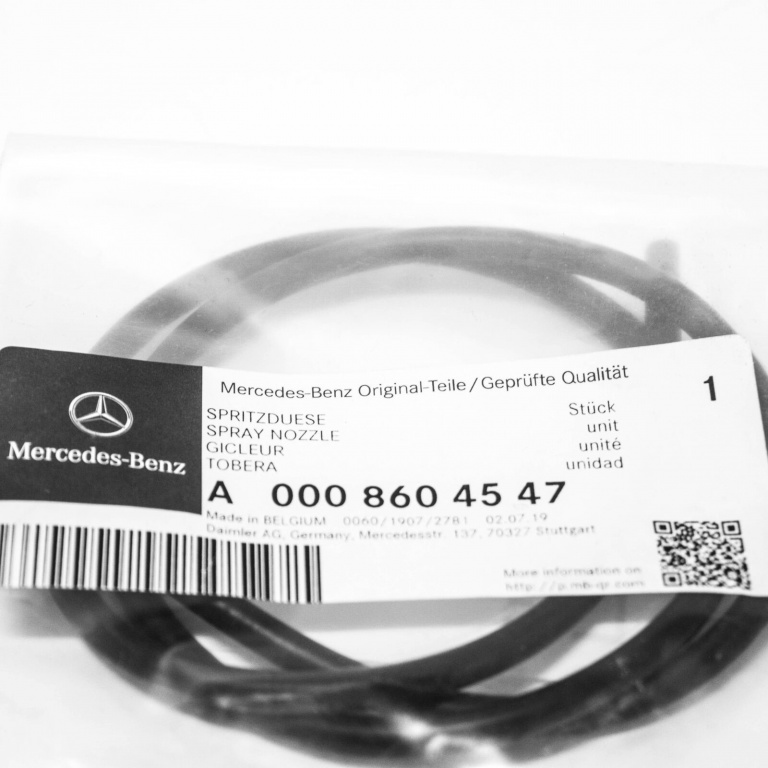 Mercedes-Benz Original-Teile/Geprüfte Qualität
1
SPRITZDUESE Stück
SPRAY NOZZLE unit
GICLEUR unité
TOBERA unidad
Mercedes-Benz
A 000 860 45 47
Made in BELGIUM 0060/1907/2781 02.07.19
Daimler AG, Germany, Mercedesstr. 137, 70327 Stuttgart
More information on
http://p.mb-qr.com